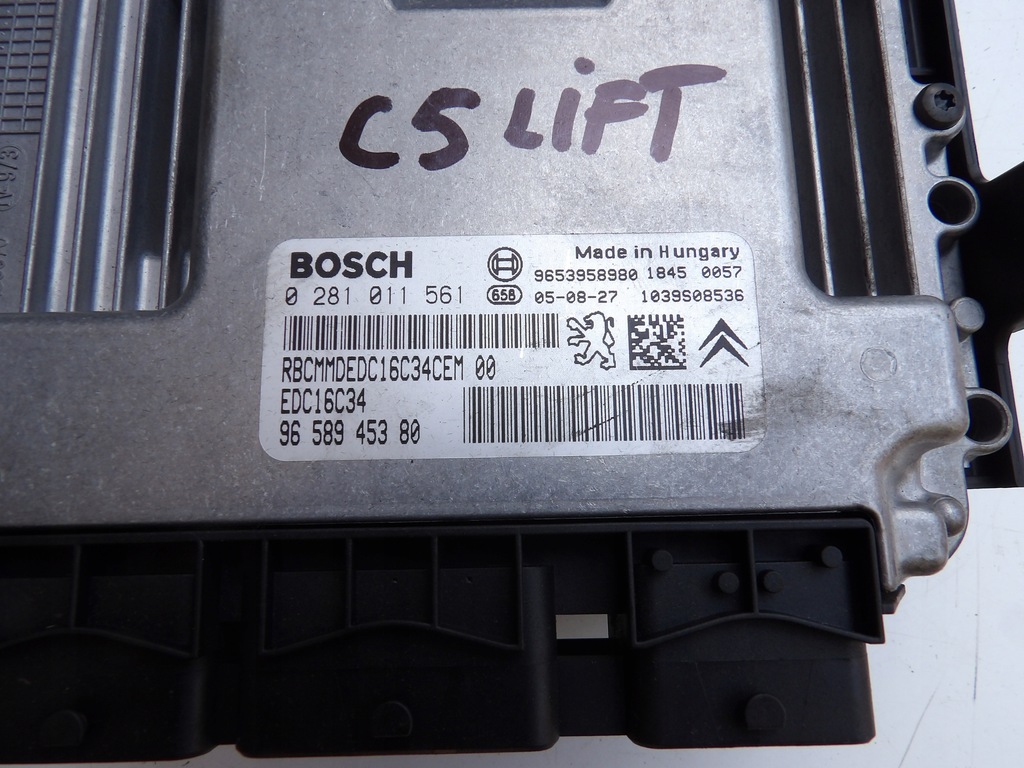 C5 LIFT
BOSCH
Made in Hungary
9653958980 1845 0057
0 281 011 561 658 05-08-27 1039S08536
RBCMMDEDC16C34CEM 00
EDC16C34
96 589 453 80